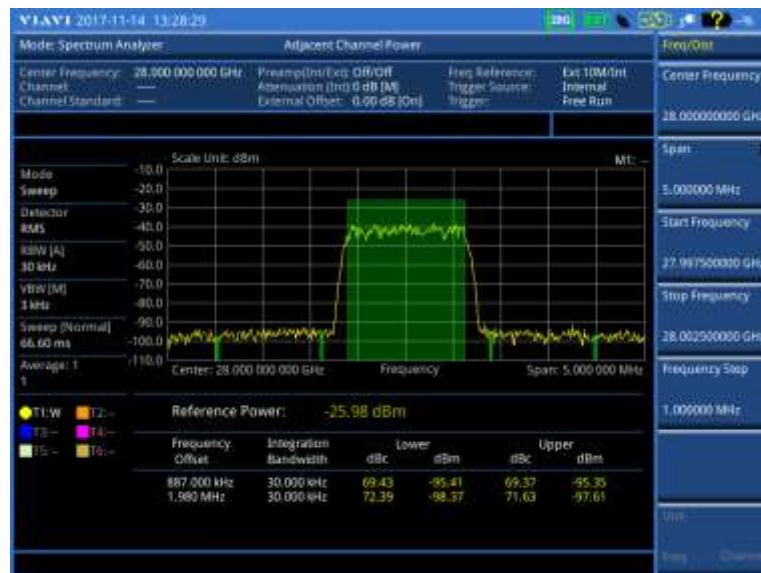 VIAVI 2017-11-14 13:28:29
Mode: Spectrum Analyzer Adjacent Channel Power Freq/Dist
Center Frequency: 28.000 000 000 GHz Preamp(Int/Ext): Off/Off Freq Reference: Ext 10M/Int
Channel: --- Attenuation (Int) 0 dB [M] Trigger Source: Internal
Channel Standard: --- External Offset: 0.00 dB [On] Trigger: Free Run
Center Frequency
28.000000000 GHz
Span
5.000000 MHz
Start Frequency
27.997500000 GHz
Stop Frequency
28.002500000 GHz
Frequency Step
1.000000 MHz
Unit
Freq Channel
Mode
Sweep
Detector
RMS
RBW [A]
30 kHz
VBW [M]
3 kHz
Sweep [Normal]
66.60 ms
Average: 1
1
T1:W T2:--
T3:-- T4:--
T5:-- T6:--
Scale Unit: dBm M1: --
-10.0
-20.0
-30.0
-40.0
-50.0
-60.0
-70.0
-80.0
-90.0
-100.0
-110.0
Center: 28.000 000 000 GHz Frequency Span: 5.000 000 MHz
Reference Power: -25.98 dBm
Frequency Integration Lower Upper
Offset Bandwidth dBc dBm dBc dBm
887.000 kHz 30.000 kHz 69.43 -95.41 69.37 -95.35
1.980 MHz 30.000 kHz 72.39 -98.37 71.63 -97.61